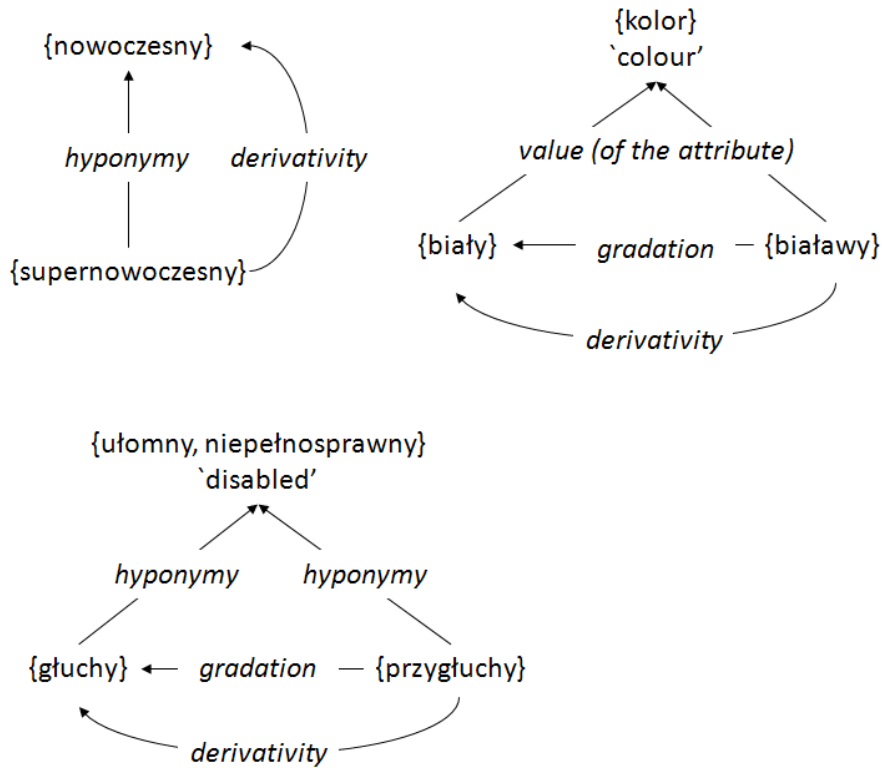 {nowoczesny}
hyponymy derivativity
{supernowoczesny}
{kolor}
`colour’
value (of the attribute)
{biały} gradation {białawy}
derivativity
{ułomny, niepełnosprawny}
`disabled’
hyponymy hyponymy
{głuchy} gradation {przygłuchy}
derivativity